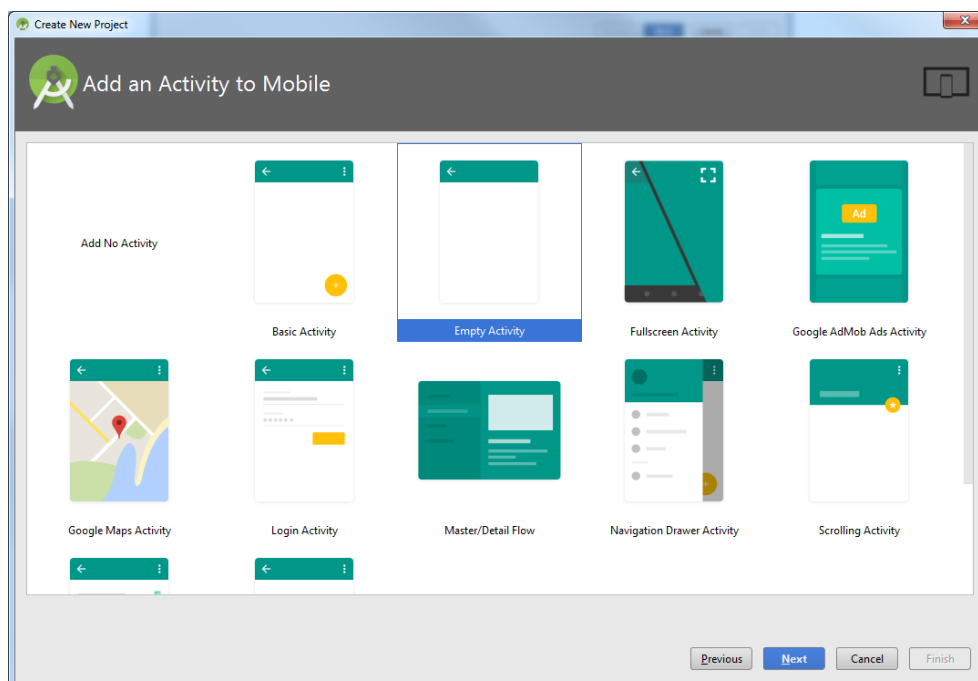 Create New Project
Add an Activity to Mobile
Add No Activity
Basic Activity
Empty Activity
Fullscreen Activity
Ad
Google AdMob Ads Activity
Google Maps Activity
Login Activity
Master/Detail Flow
Navigation Drawer Activity
Scrolling Activity
Previous
Next
Cancel
Finish